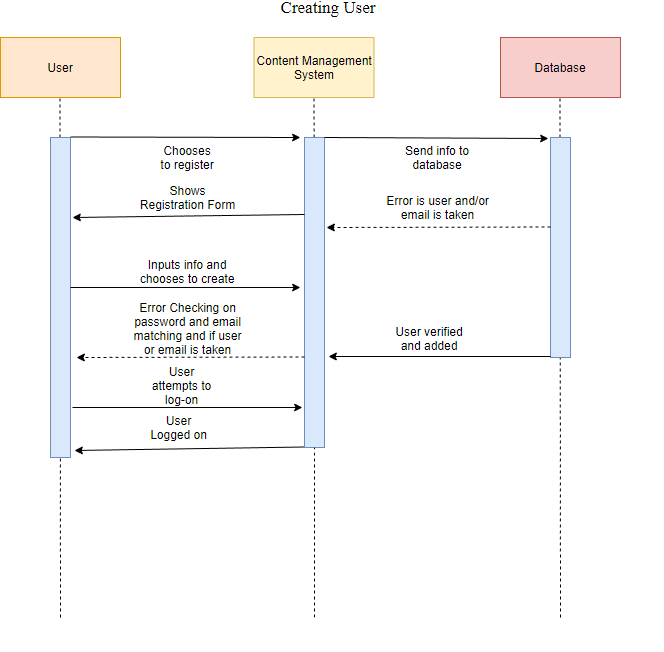 Creating User
User
Content Management
System
Database
Chooses
to register
Send info to
database
Shows
Registration Form
Error is user and/or
email is taken
Inputs info and
chooses to create
Error Checking on
password and email
matching and if user
or email is taken
User verified
and added
User
attempts to
log-on
User
Logged on